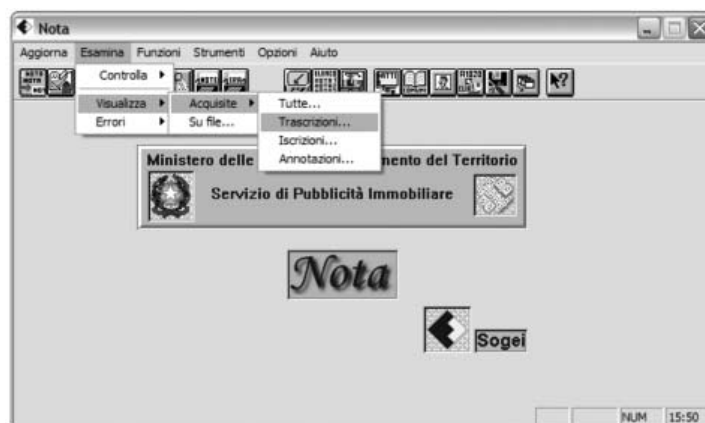 Nota
Aggiorna Esamina Funzioni Strumenti Opzioni Aiuto
Controlla
Visualizza
Errori
Acquisite
Su file...
Tutte...
Trascrizioni...
Iscrizioni...
Annotazioni...
Ministero delle mento del Territorio
Servizio di Pubblicità Immobiliare
Nota
Sogei
NUM 15:50